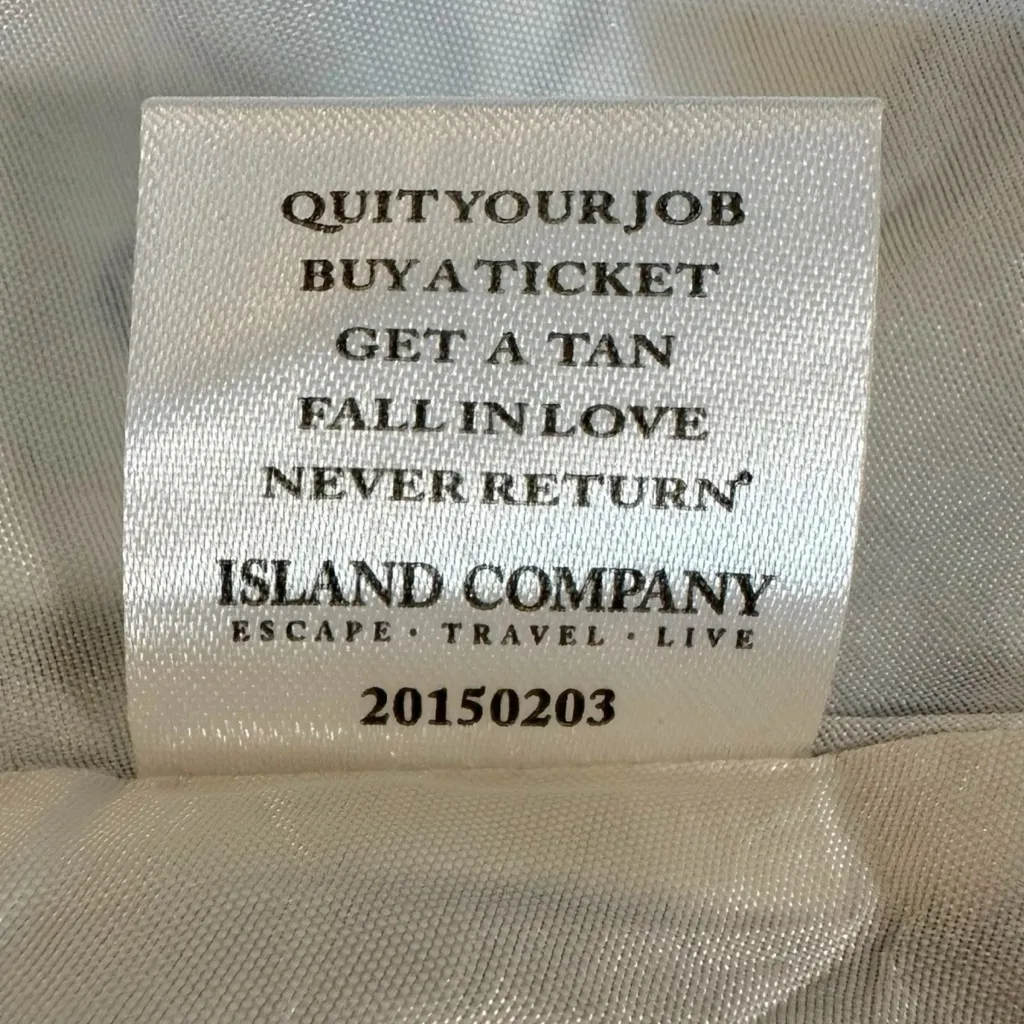 QUIT YOUR JOB
BUY A TICKET
GET A TAN
FALL IN LOVE
NEVER RETURN®
ISLAND COMPANY
ESCAPE · TRAVEL · LIVE
20150203